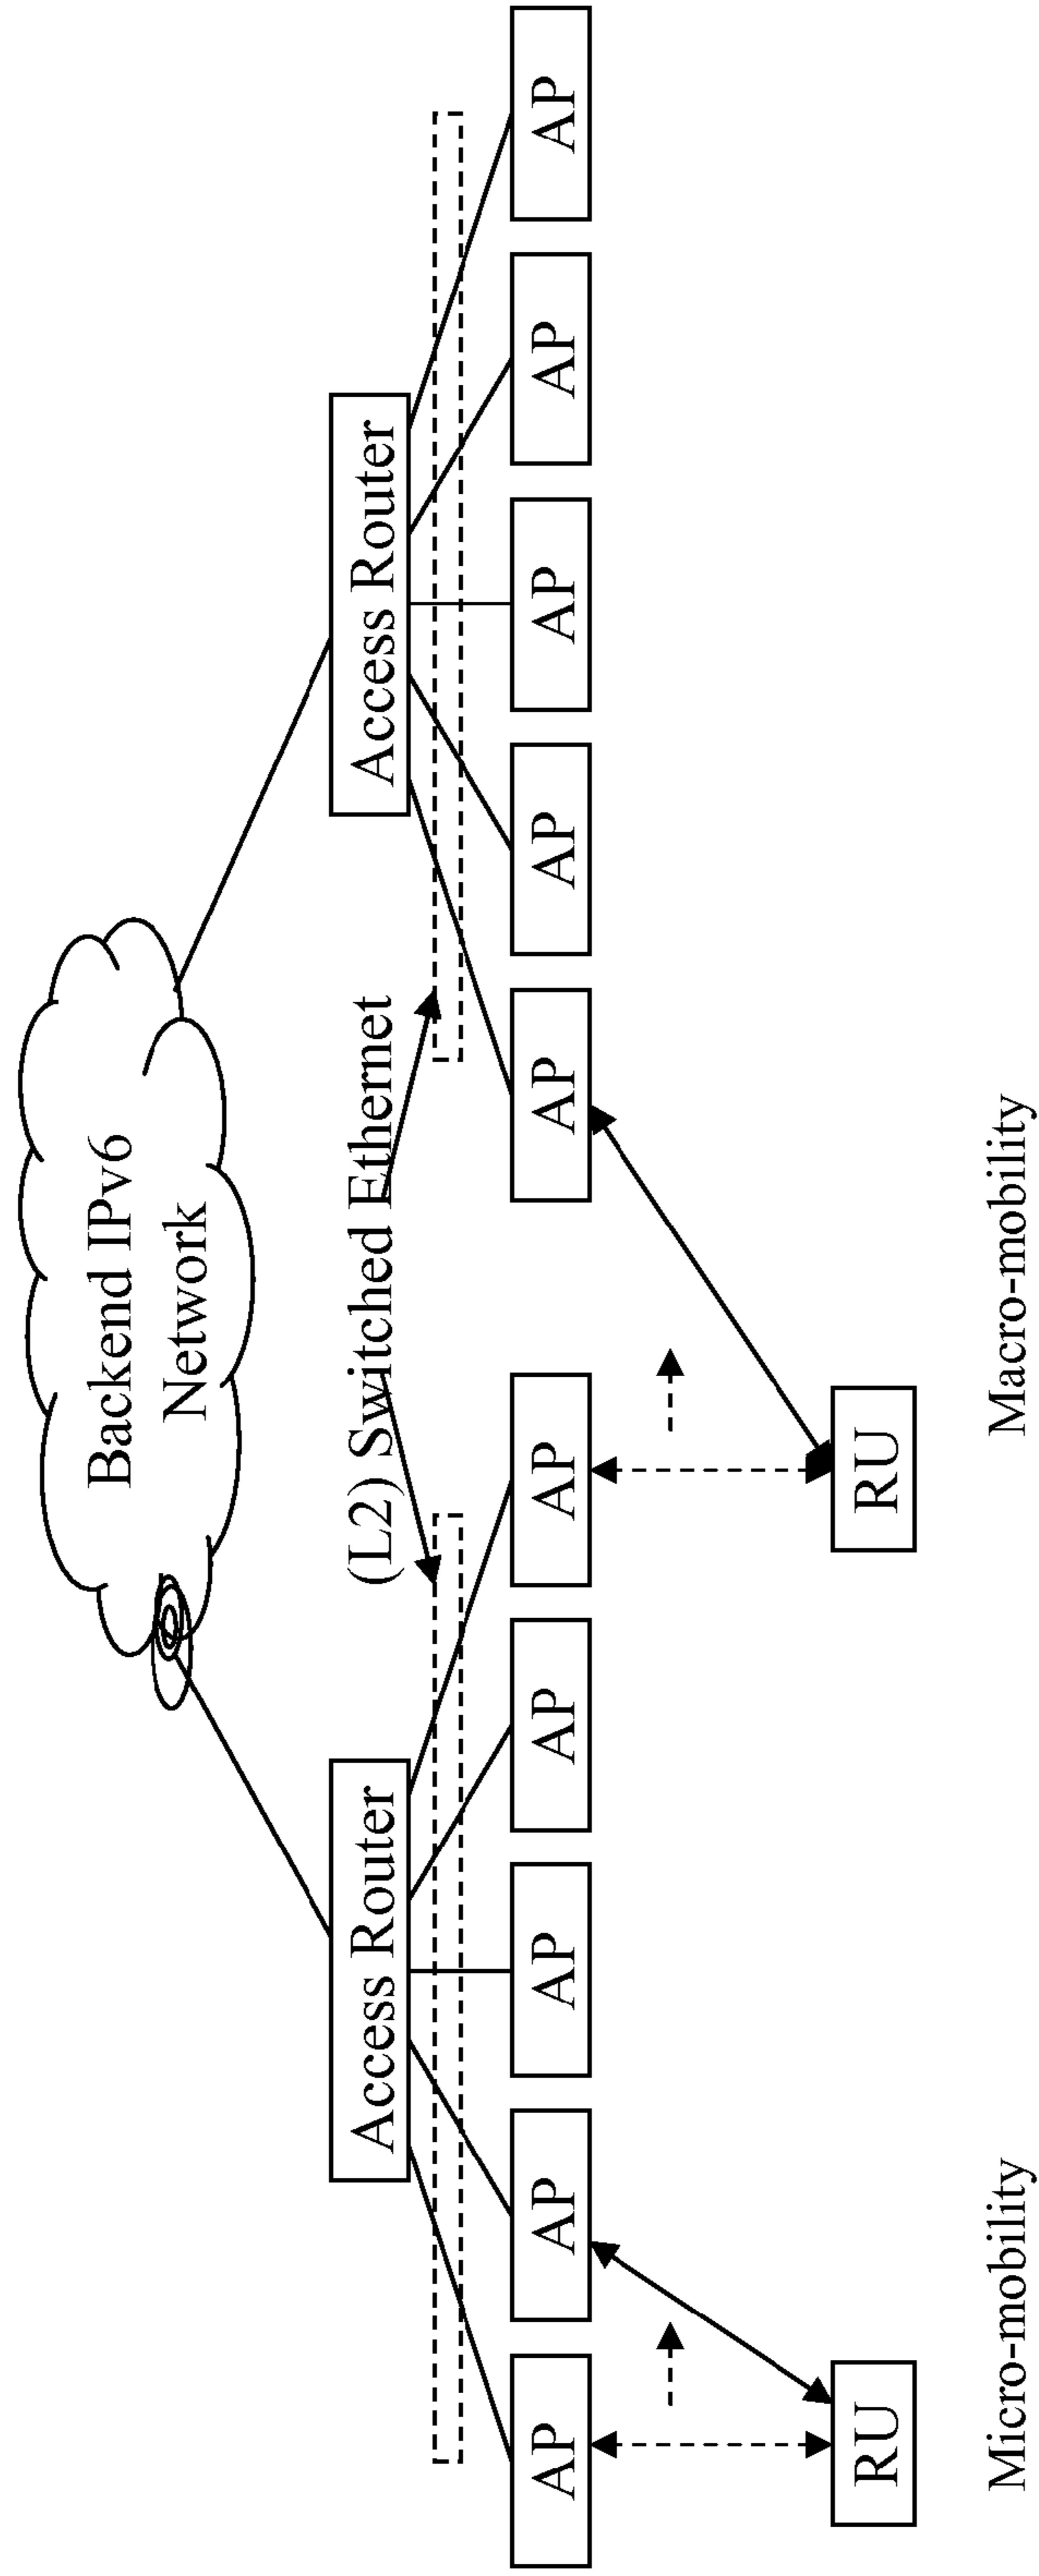 Backend IPv6
Network
(L2) Switched Ethernet
Access Router
Access Router
AP
AP
AP
AP
AP
AP
AP
AP
AP
AP
RU
RU
Micro-mobility
Macro-mobility